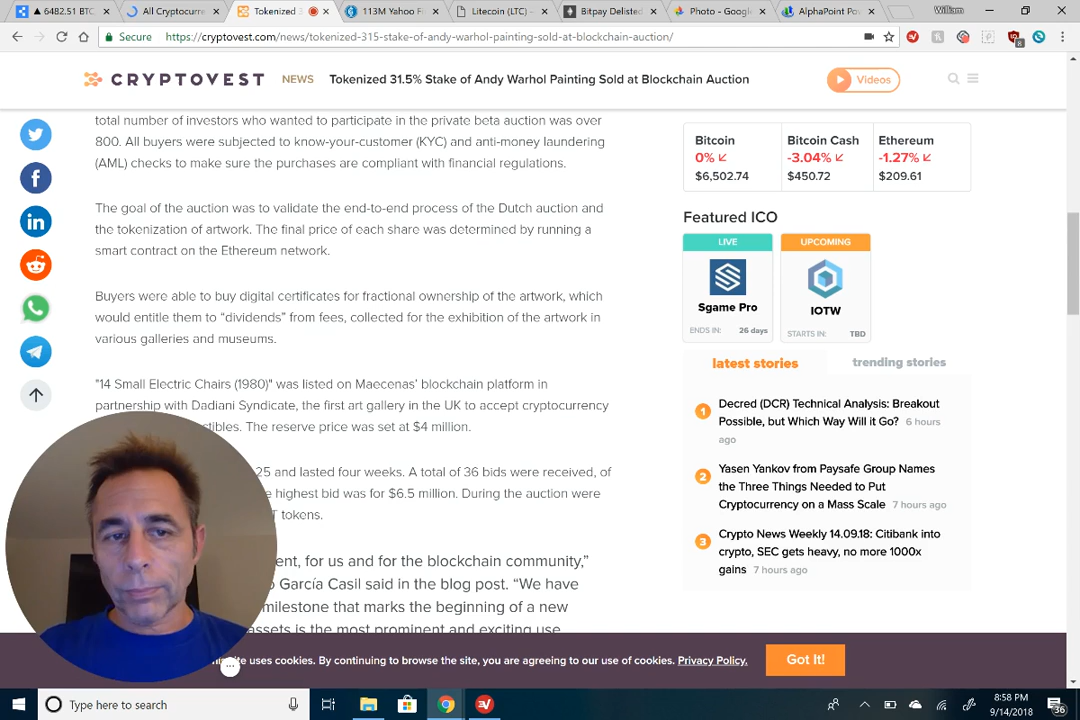 6482.51 BTC
All Cryptocurre
Tokenized 3
113M Yahoo Fi
Litecoin (LTC) -
Bitpay Delisted
Photo - Google
AlphaPoint Pow
William
Secure
https://cryptovest.com/news/tokenized-315-stake-of-andy-warhol-painting-sold-at-blockchain-auction/
8
CRYPTOVEST
NEWS
Tokenized 31.5% Stake of Andy Warhol Painting Sold at Blockchain Auction
Videos
total number of investors who wanted to participate in the private beta auction was over
800. All buyers were subjected to know-your-customer (KYC) and anti-money laundering
(AML) checks to make sure the purchases are compliant with financial regulations.
The goal of the auction was to validate the end-to-end process of the Dutch auction and
the tokenization of artwork. The final price of each share was determined by running a
smart contract on the Ethereum network.
Buyers were able to buy digital certificates for fractional ownership of the artwork, which
would entitle them to “dividends” from fees, collected for the exhibition of the artwork in
various galleries and museums.
"14 Small Electric Chairs (1980)" was listed on Maecenas’ blockchain platform in
partnership with Dadiani Syndicate, the first art gallery in the UK to accept cryptocurrency
. The reserve price was set at $4 million.
25 and lasted four weeks. A total of 36 bids were received, of
highest bid was for $6.5 million. During the auction were
tokens.
for us and for the blockchain community,”
García Casil said in the blog post. “We have
milestone that marks the beginning of a new
assets is the most prominent and exciting use
Bitcoin
0%
$6,502.74
Bitcoin Cash
-3.04%
$450.72
Ethereum
-1.27%
$209.61
Featured ICO
LIVE
Sgame Pro
ENDS IN: 26 days
UPCOMING
IOTW
STARTS IN: TBD
latest stories
trending stories
1
Decred (DCR) Technical Analysis: Breakout
Possible, but Which Way Will it Go? 6 hours
ago
2
Yasen Yankov from Paysafe Group Names
the Three Things Needed to Put
Cryptocurrency on a Mass Scale 7 hours ago
3
Crypto News Weekly 14.09.18: Citibank into
crypto, SEC gets heavy, no more 1000x
gains 7 hours ago
uses cookies. By continuing to browse the site, you are agreeing to our use of cookies. Privacy Policy.
Got It!
Type here to search
8:58 PM
9/14/2018
36